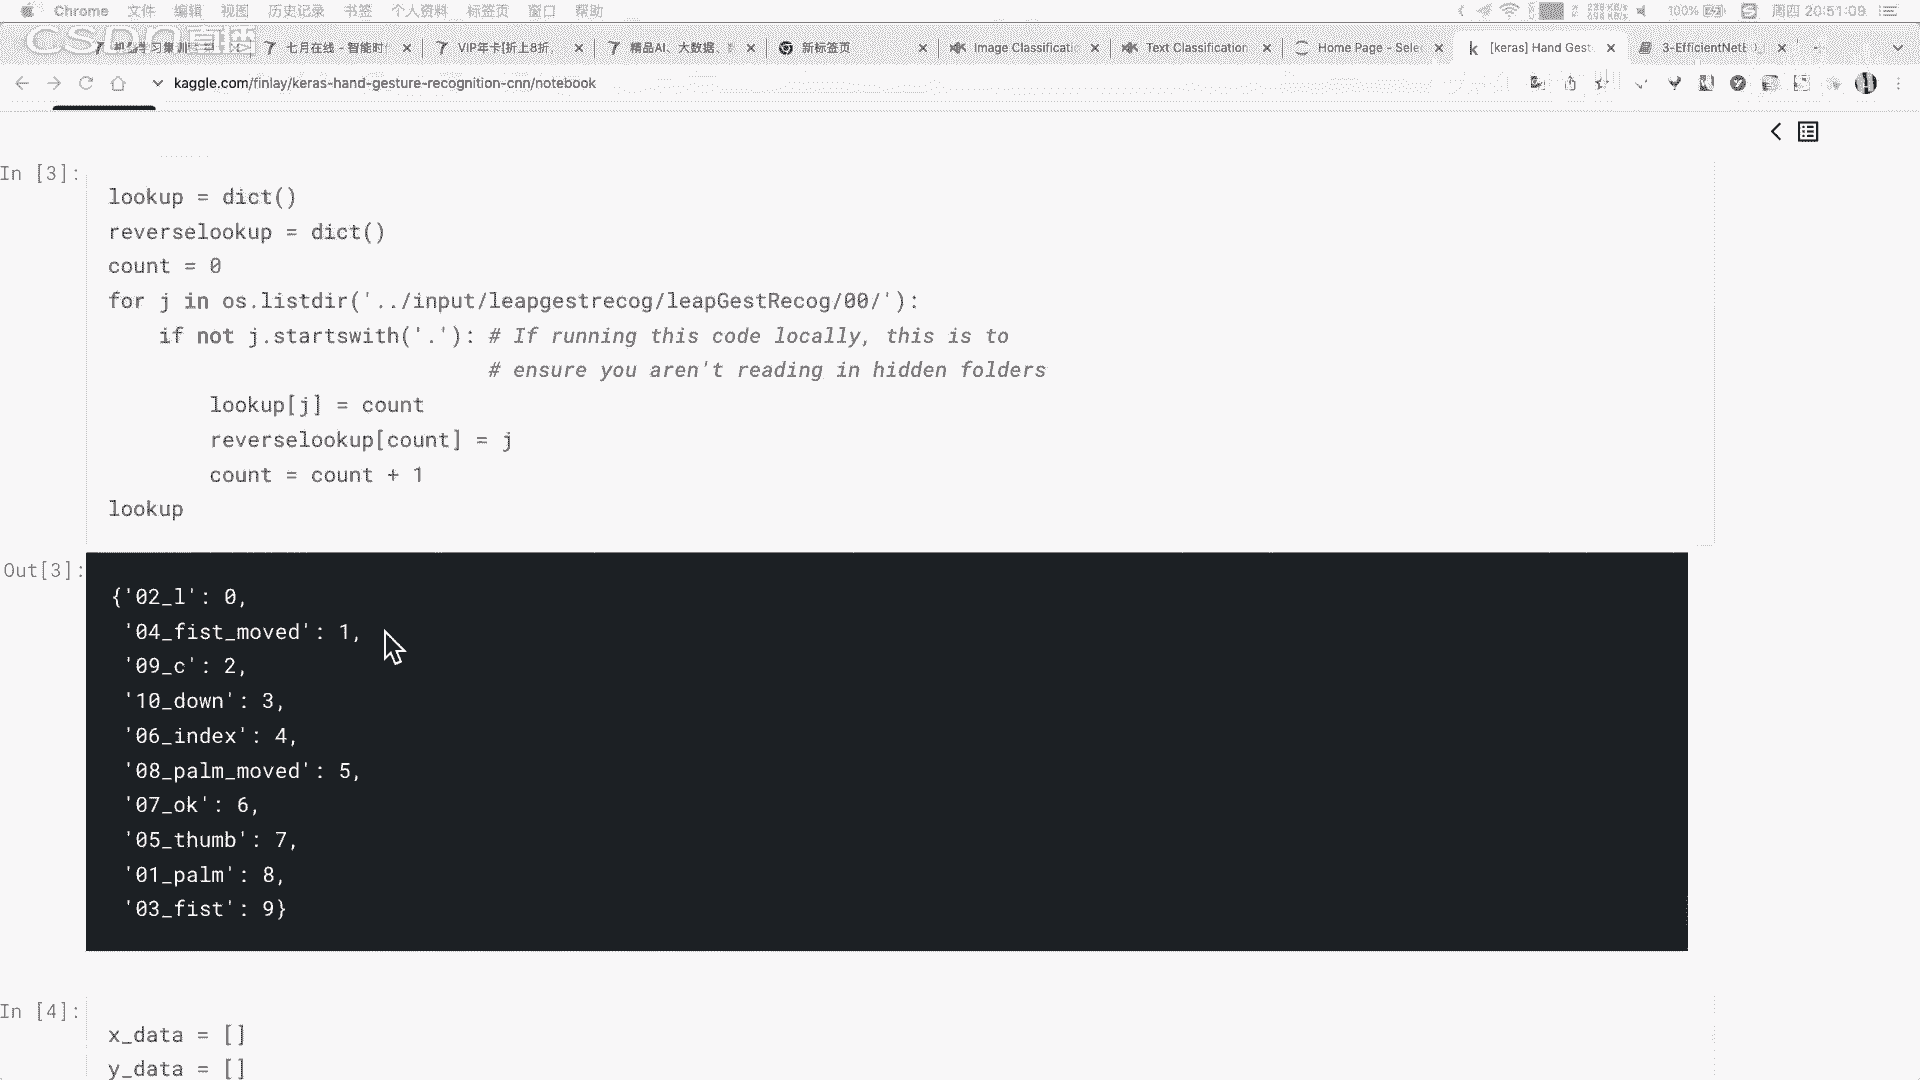 Chrome 文件 编辑 视图 历史记录 书签 个人资料 标签页 窗口 帮助
100% 周四 20:51:09
CSDN直播
七月在线 - 智能时
VIP年卡[折上8折,
精品AI、大数据、
新标签页
Image Classificati
Text Classification
Home Page - Sele
[keras] Hand Gest
3-EfficientNetB
kaggle.com/finlay/keras-hand-gesture-recognition-cnn/notebook
In [3]:
lookup = dict()
reverselookup = dict()
count = 0
for j in os.listdir('../input/leapgestrecog/leapGestRecog/00/'):
    if not j.startswith('.'): # If running this code locally, this is to
                              # ensure you aren't reading in hidden folders
        lookup[j] = count
        reverselookup[count] = j
        count = count + 1
lookup
Out[3]:
{'02_l': 0,
 '04_fist_moved': 1,
 '09_c': 2,
 '10_down': 3,
 '06_index': 4,
 '08_palm_moved': 5,
 '07_ok': 6,
 '05_thumb': 7,
 '01_palm': 8,
 '03_fist': 9}
In [4]:
x_data = []
y_data = []